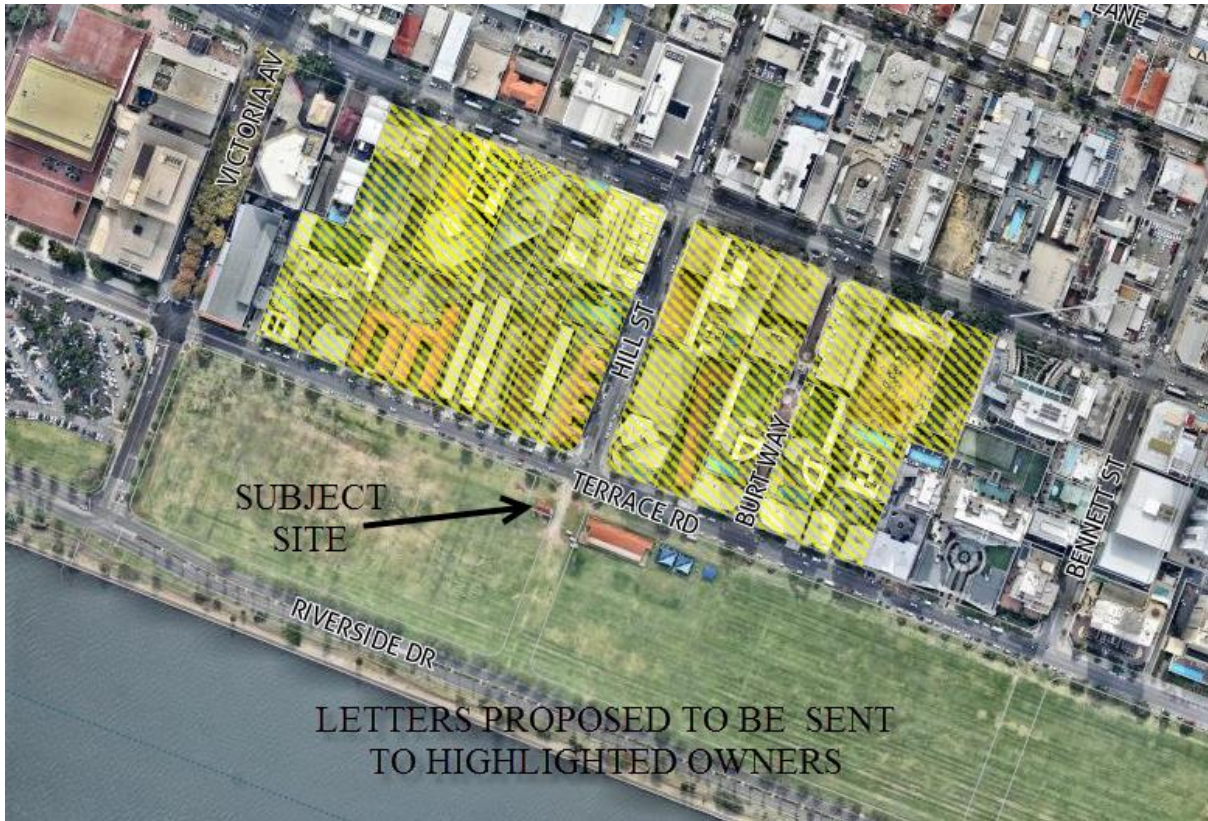 LANE
VICTORIA AV
HILL ST
BURT WAY
BENNETT ST
TERRACE RD
SUBJECT
SITE
RIVERSIDE DR
LETTERS PROPOSED TO BE SENT
TO HIGHLIGHTED OWNERS